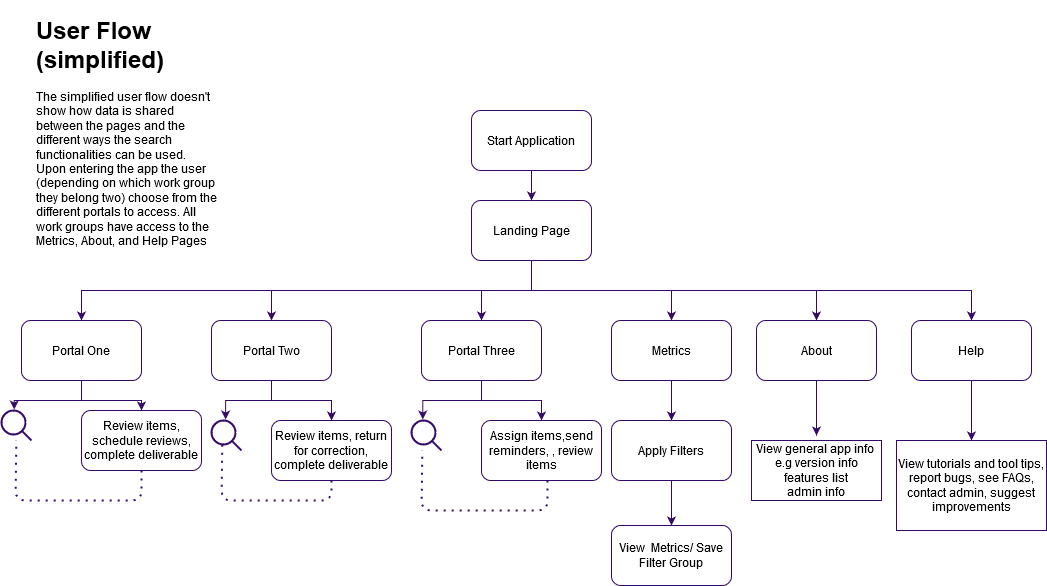 User Flow
(simplified)
The simplified user flow doesn't
show how data is shared
between the pages and the
different ways the search
functionalities can be used.
Upon entering the app the user
(depending on which work group
they belong two) choose from the
different portals to access. All
work groups have access to the
Metrics, About, and Help Pages
Start Application
Landing Page
Portal One
Portal Two
Portal Three
Metrics
About
Help
Review items,
schedule reviews,
complete deliverable
Review items, return
for correction,
complete deliverable
Assign items,send
reminders, , review
items
Apply Filters
View general app info
e.g version info
features list
admin info
View tutorials and tool tips,
report bugs, see FAQs,
contact admin, suggest
improvements
View  Metrics/ Save
Filter Group